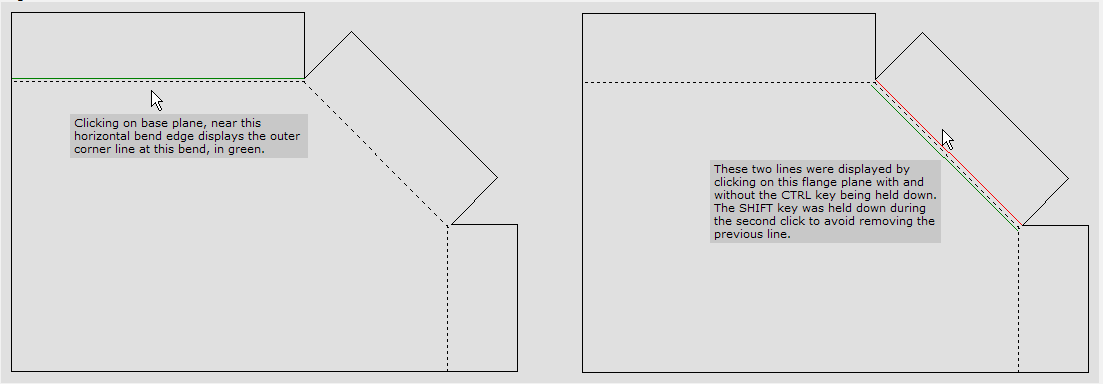 Clicking on base plane, near this
horizontal bend edge displays the outer
corner line at this bend, in green.
These two lines were displayed by
clicking on this flange plane with and
without the CTRL key being held down.
The SHIFT key was held down during
the second click to avoid removing the
previous line.